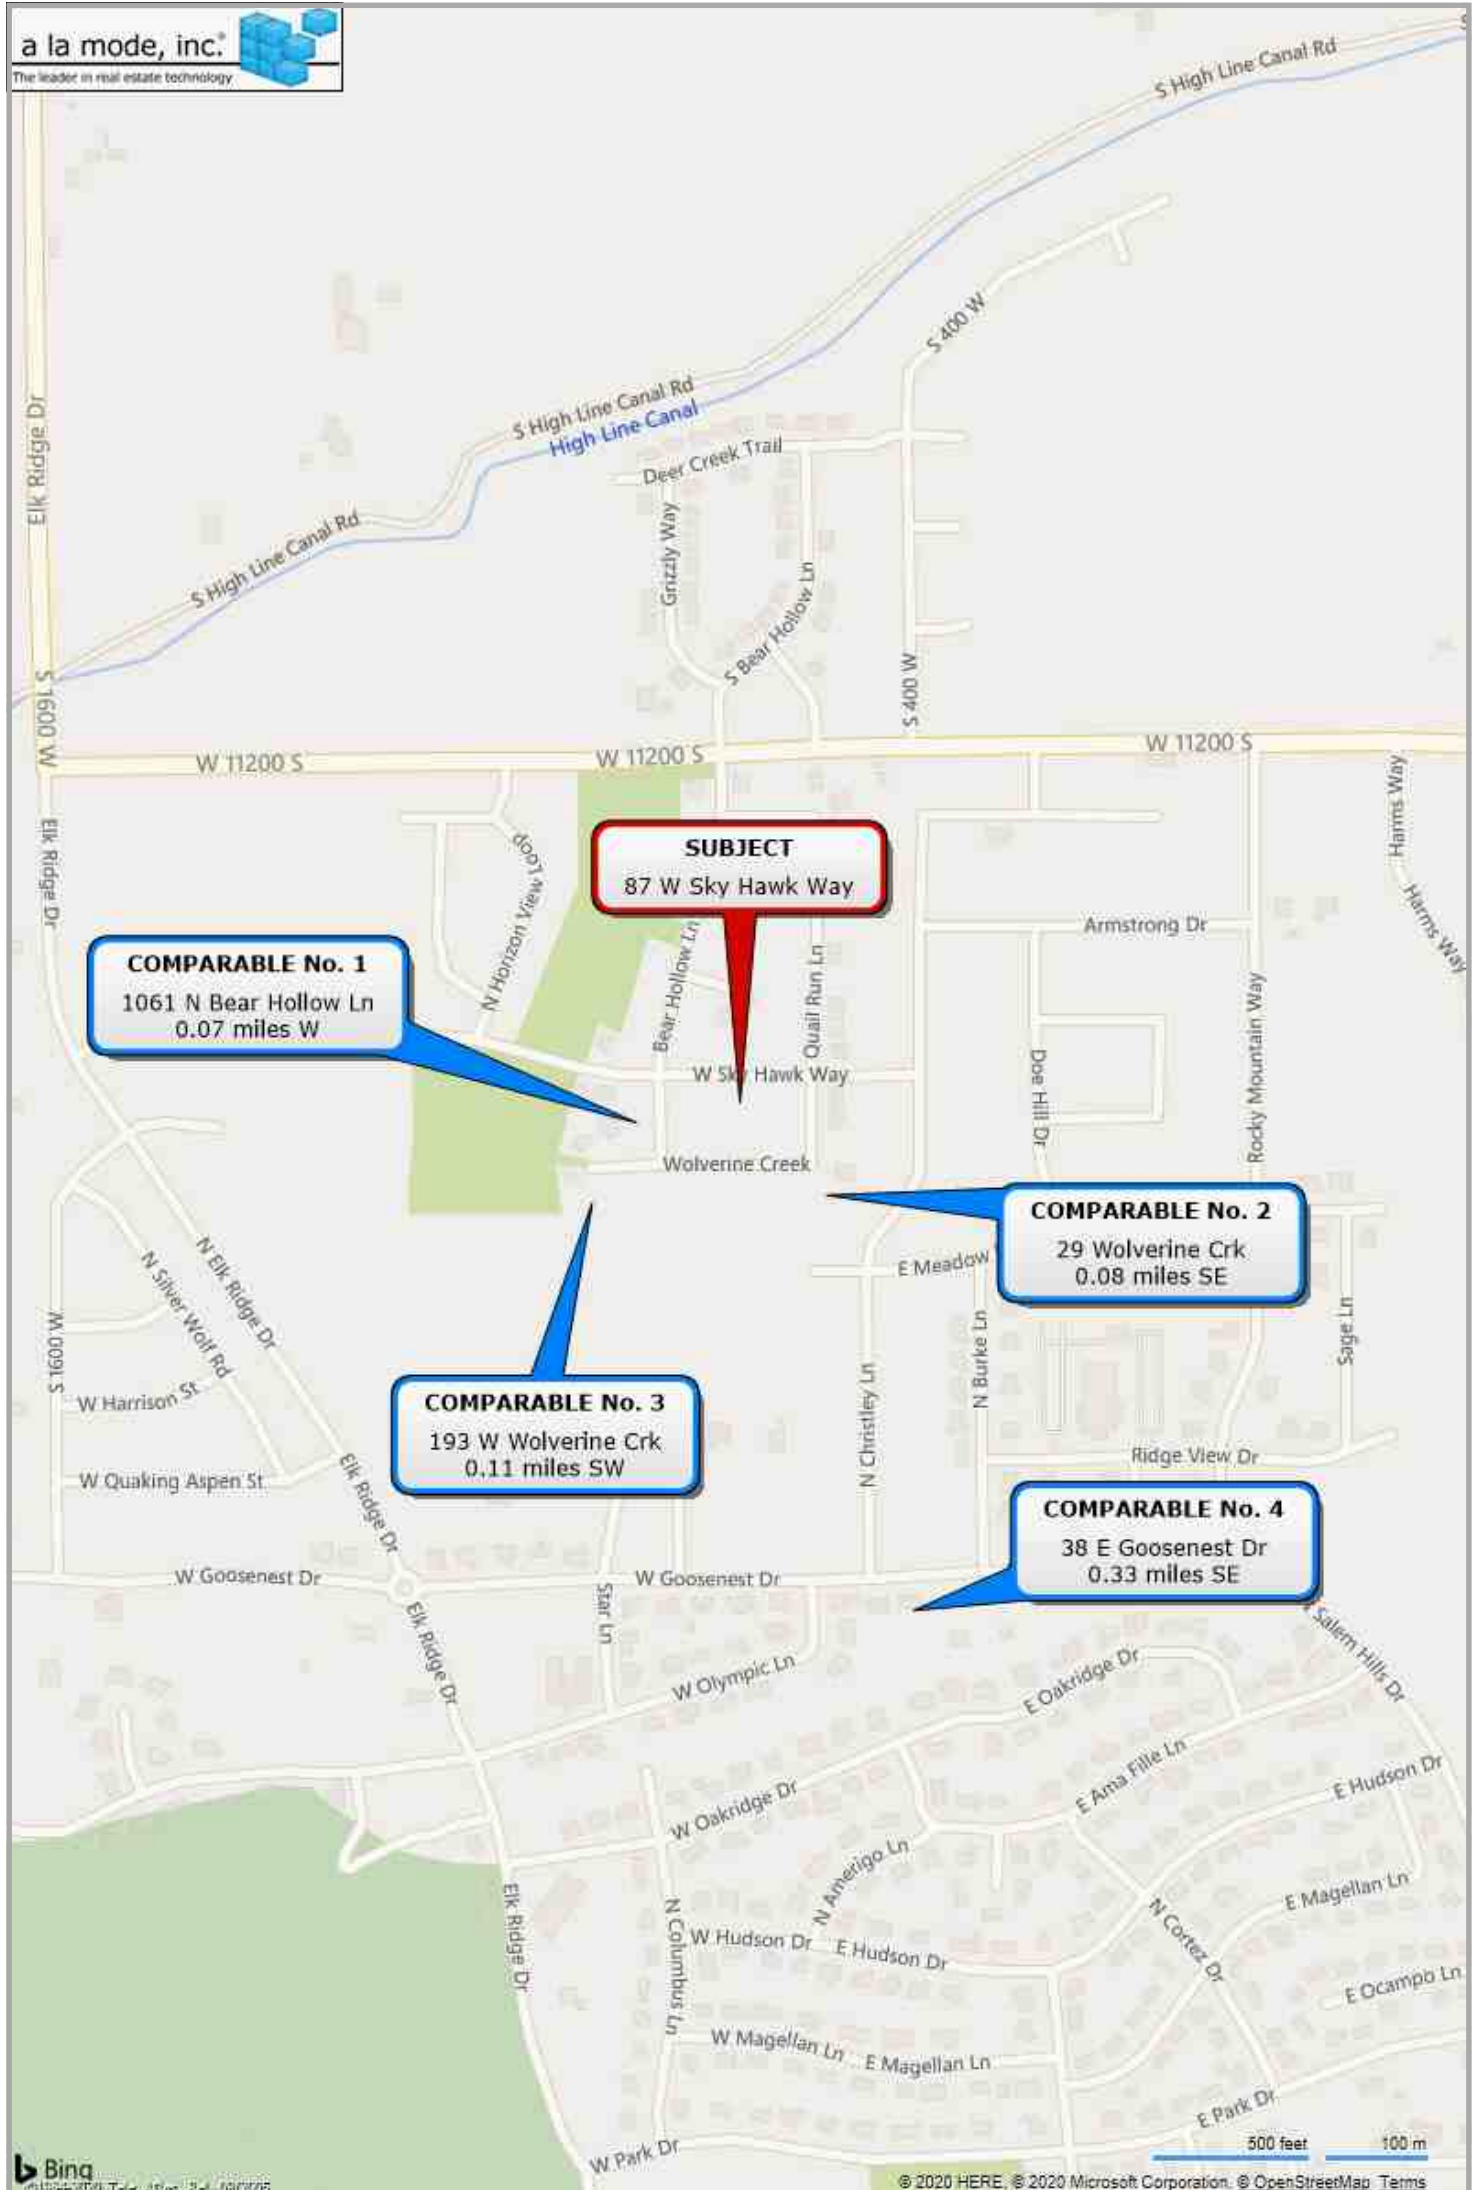 a la mode, inc.®
The leader in real estate technology
S High Line Canal Rd
S 400 W
Elk Ridge Dr
S High Line Canal Rd
High Line Canal
Deer Creek Trail
S High Line Canal Rd
Grizzly Way
S Bear Hollow Ln
S 400 W
S 1600 W
W 11200 S
W 11200 S
W 11200 S
Harms Way
Elk Ridge Dr
N Horizon View Loop
SUBJECT
87 W Sky Hawk Way
Armstrong Dr
Harms Way
COMPARABLE No. 1
1061 N Bear Hollow Ln
0.07 miles W
Bear Hollow Ln
Quail Run Ln
W Sky Hawk Way
Doe Hill Dr
Rocky Mountain Way
Wolverine Creek
COMPARABLE No. 2
29 Wolverine Crk
0.08 miles SE
E Meadow
N Elk Ridge Dr
N Silver Wolf Rd
S 1600 W
N Burke Ln
Sage Ln
COMPARABLE No. 3
193 W Wolverine Crk
0.11 miles SW
W Harrison St
N Christley Ln
W Quaking Aspen St
Elk Ridge Dr
Ridge View Dr
COMPARABLE No. 4
38 E Goosenest Dr
0.33 miles SE
W Goosenest Dr
W Goosenest Dr
Star Ln
Elk Ridge Dr
Salem Hills Dr
W Olympic Ln
E Oakridge Dr
E Ama Fille Ln
E Hudson Dr
W Oakridge Dr
N Amerigo Ln
E Magellan Ln
Elk Ridge Dr
N Columbus Ln
W Hudson Dr
E Hudson Dr
N Cortez Dr
E Ocampo Ln
W Magellan Ln
E Magellan Ln
E Park Dr
W Park Dr
500 feet
100 m
Bing
© 2020 HERE, © 2020 Microsoft Corporation, © OpenStreetMap Terms